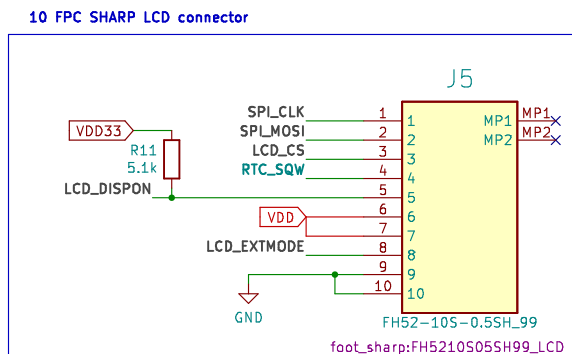 10 FPC SHARP LCD connector
J5
SPI_CLK 1 1 MP1 MP1
VDD33 SPI_MOSI 2 2 MP2 MP2
R11 LCD_CS 3 3
5.1k RTC_SQW 4 4
LCD_DISPON 5 5
VDD 6 6
7 7
LCD_EXTMODE 8 8
9 9
10 10
GND
FH52-10S-0.5SH_99
foot_sharp:FH5210S05SH99_LCD